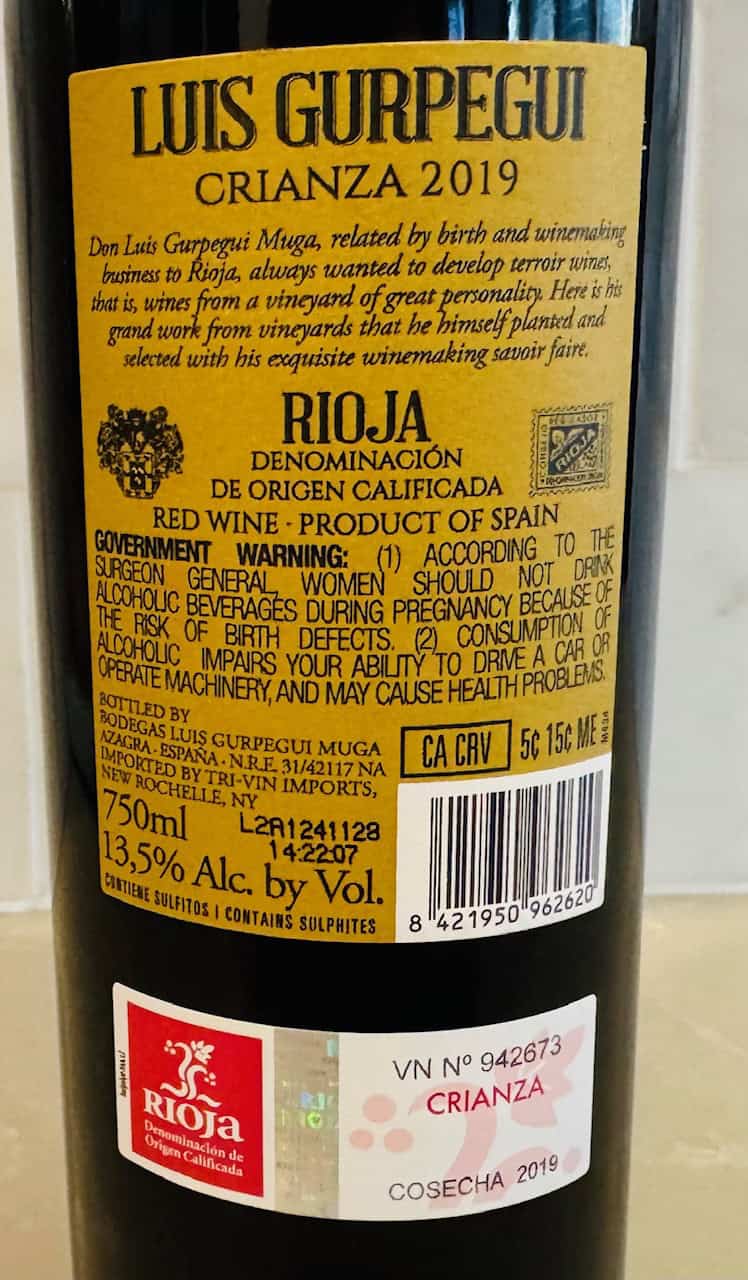 LUIS GURPEGUI
CRIANZA 2019
Don Luis Gurpegui Muga, related by birth and winemaking
business to Rioja, always wanted to develop terroir wines,
that is, wines from a vineyard of great personality. Here is his
grand work from vineyards that he himself planted and
selected with his exquisite winemaking savoir faire.
RIOJA
DENOMINACIÓN
DE ORIGEN CALIFICADA
RIOJA
RED WINE · PRODUCT OF SPAIN
GOVERNMENT WARNING: (1) ACCORDING TO THE
SURGEON GENERAL, WOMEN SHOULD NOT DRINK
ALCOHOLIC BEVERAGES DURING PREGNANCY BECAUSE OF
THE RISK OF BIRTH DEFECTS. (2) CONSUMPTION OF
ALCOHOLIC IMPAIRS YOUR ABILITY TO DRIVE A CAR OR
OPERATE MACHINERY, AND MAY CAUSE HEALTH PROBLEMS.
BOTTLED BY
BODEGAS LUIS GURPEGUI MUGA
AZAGRA · ESPAÑA · N.R.E. 31/42117 NA
IMPORTED BY TRI-VIN IMPORTS,
NEW ROCHELLE, NY
CA CRV 5¢ 15¢ ME
750ml
L2A1241128
14:22:07
13,5% Alc. by Vol.
CONTIENE SULFITOS | CONTAINS SULPHITES
8 421950 962620
RIOJA
Denominación de
Origen Calificada
VN Nº 942673
CRIANZA
COSECHA 2019